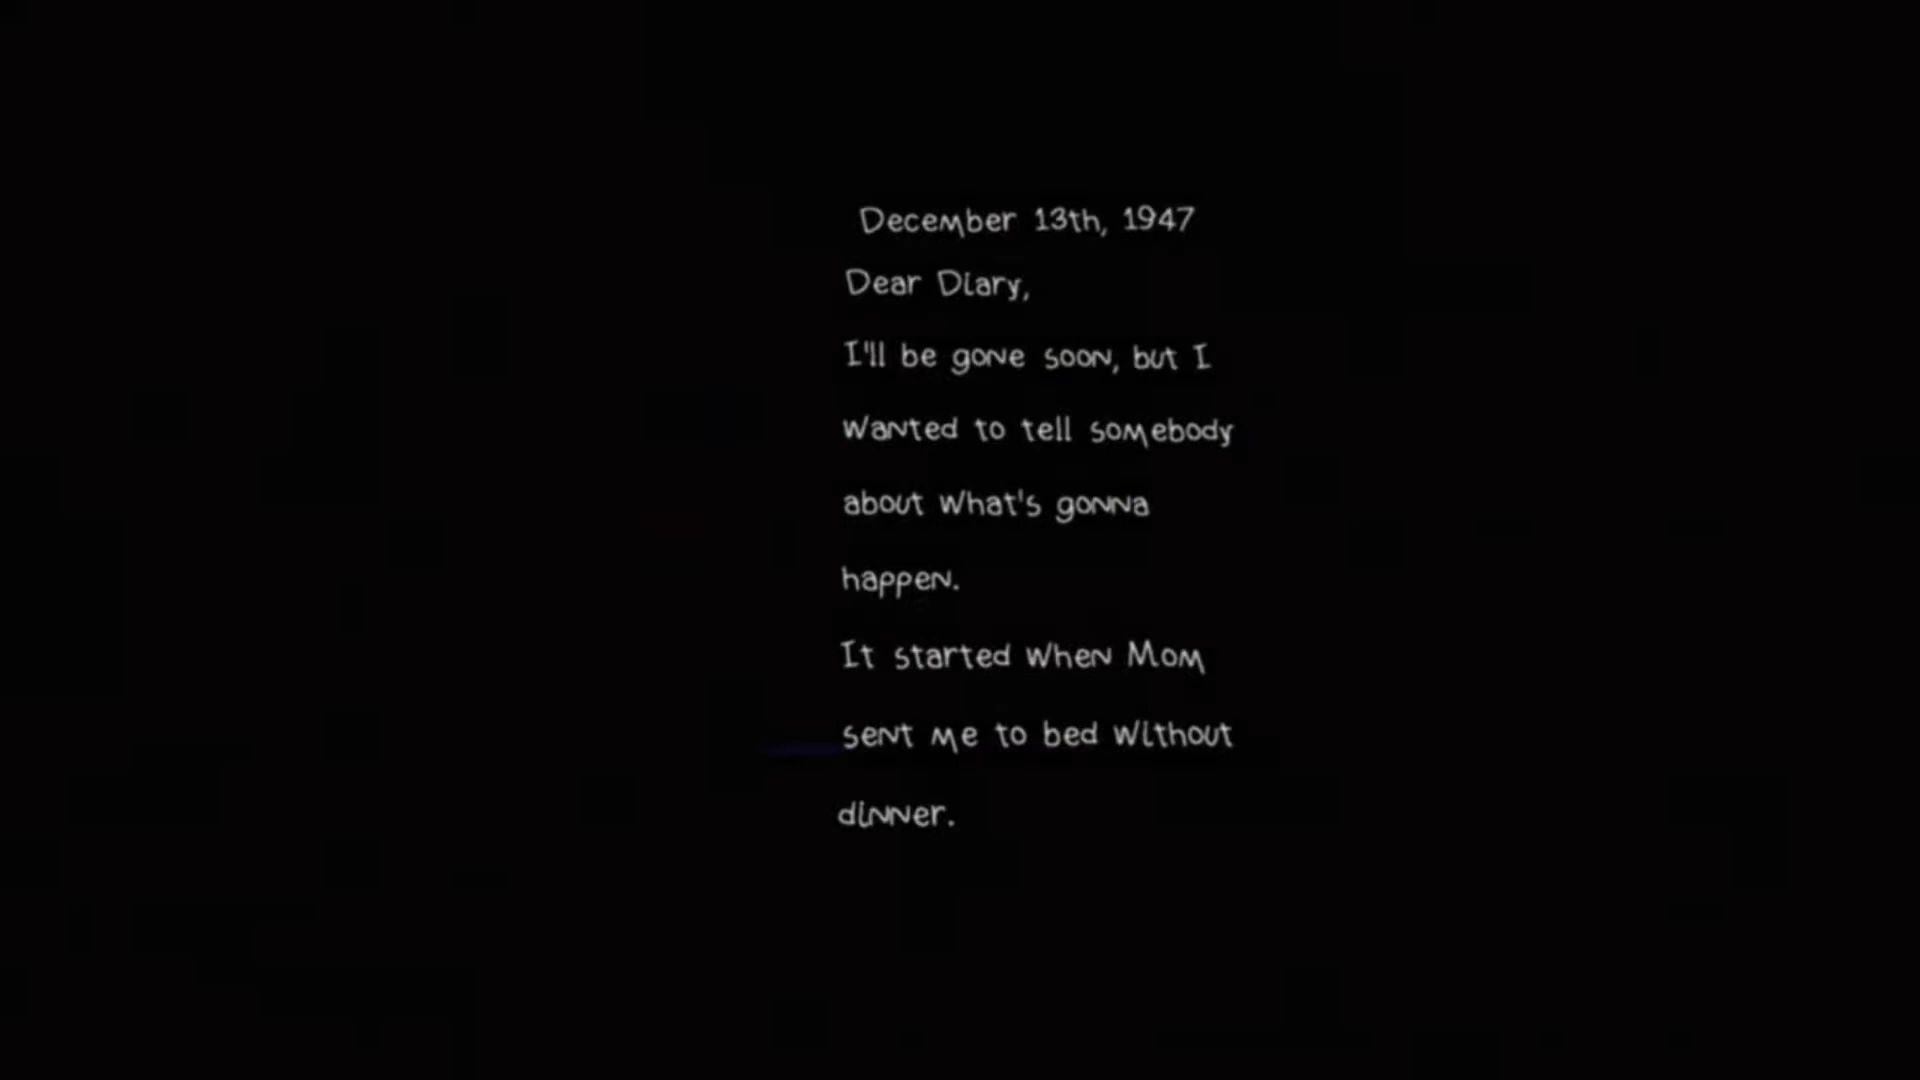 December 13th, 1947
Dear Diary,
I'll be gone soon, but I
wanted to tell somebody
about what's gonna
happen.
It started when Mom
sent me to bed without
dinner.